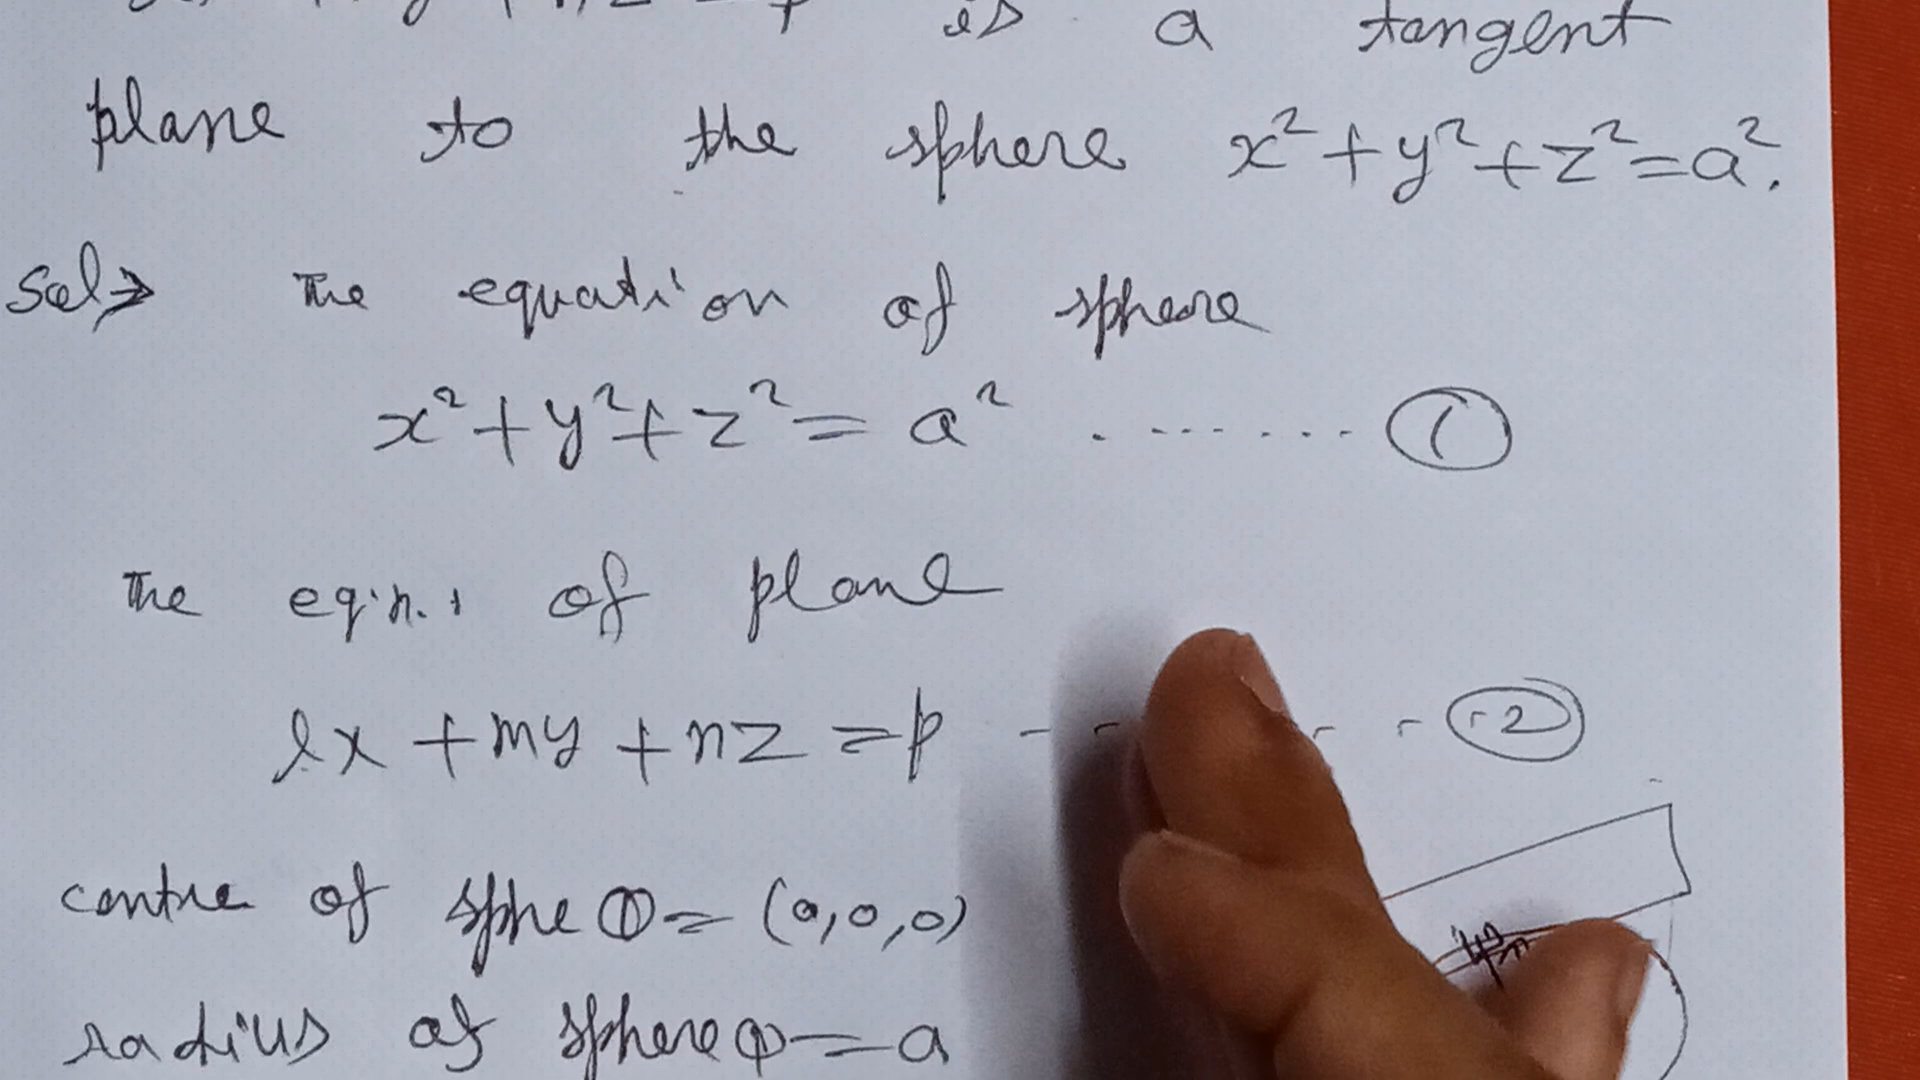 is a tangent
plane to the sphere x²+y²+z²=a².
Sol⇒ The equation of sphere
x²+y²+z²= a² .......... ①
The eqn. of plane
lx +my +nz =p - - - - ②
centre of sphe ①= (0,0,0)
radius of sphere ①= a